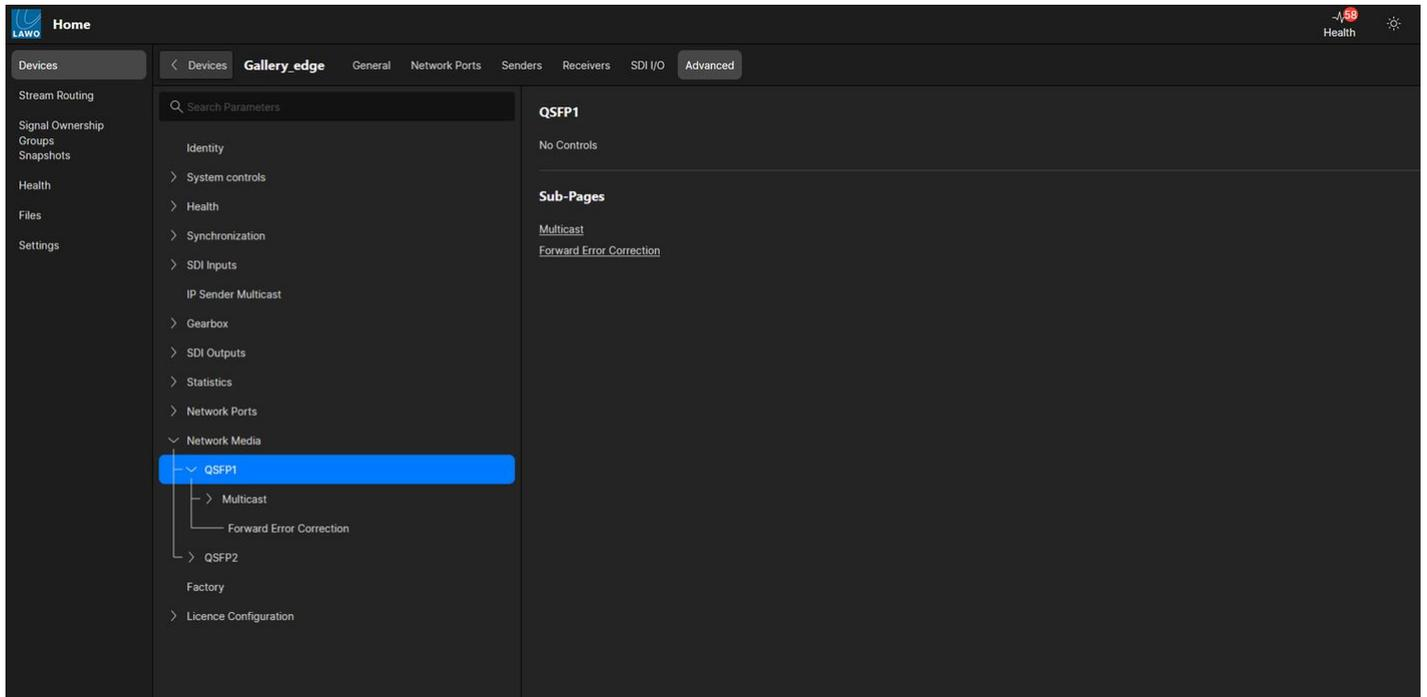 LAWO
Home
58
Health
Devices
Stream Routing
Signal Ownership
Groups
Snapshots
Health
Files
Settings
Devices Gallery_edge General Network Ports Senders Receivers SDI I/O Advanced
Search Parameters
Identity
System controls
Health
Synchronization
SDI Inputs
IP Sender Multicast
Gearbox
SDI Outputs
Statistics
Network Ports
Network Media
QSFP1
Multicast
Forward Error Correction
QSFP2
Factory
Licence Configuration
QSFP1
No Controls
Sub-Pages
Multicast
Forward Error Correction